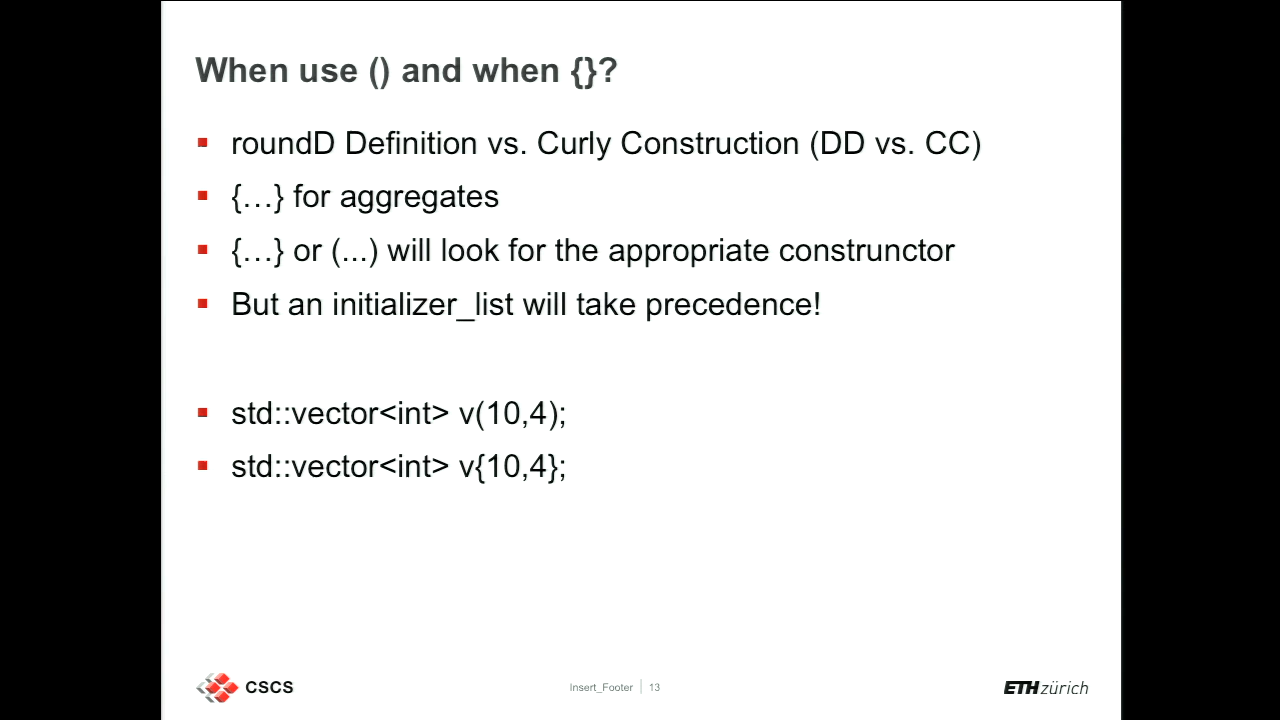 When use () and when {}?
roundD Definition vs. Curly Construction (DD vs. CC)
{…} for aggregates
{…} or (...) will look for the appropriate construnctor
But an initializer_list will take precedence!
std::vector<int> v(10,4);
std::vector<int> v{10,4};
CSCS
Insert_Footer | 13
ETH zürich